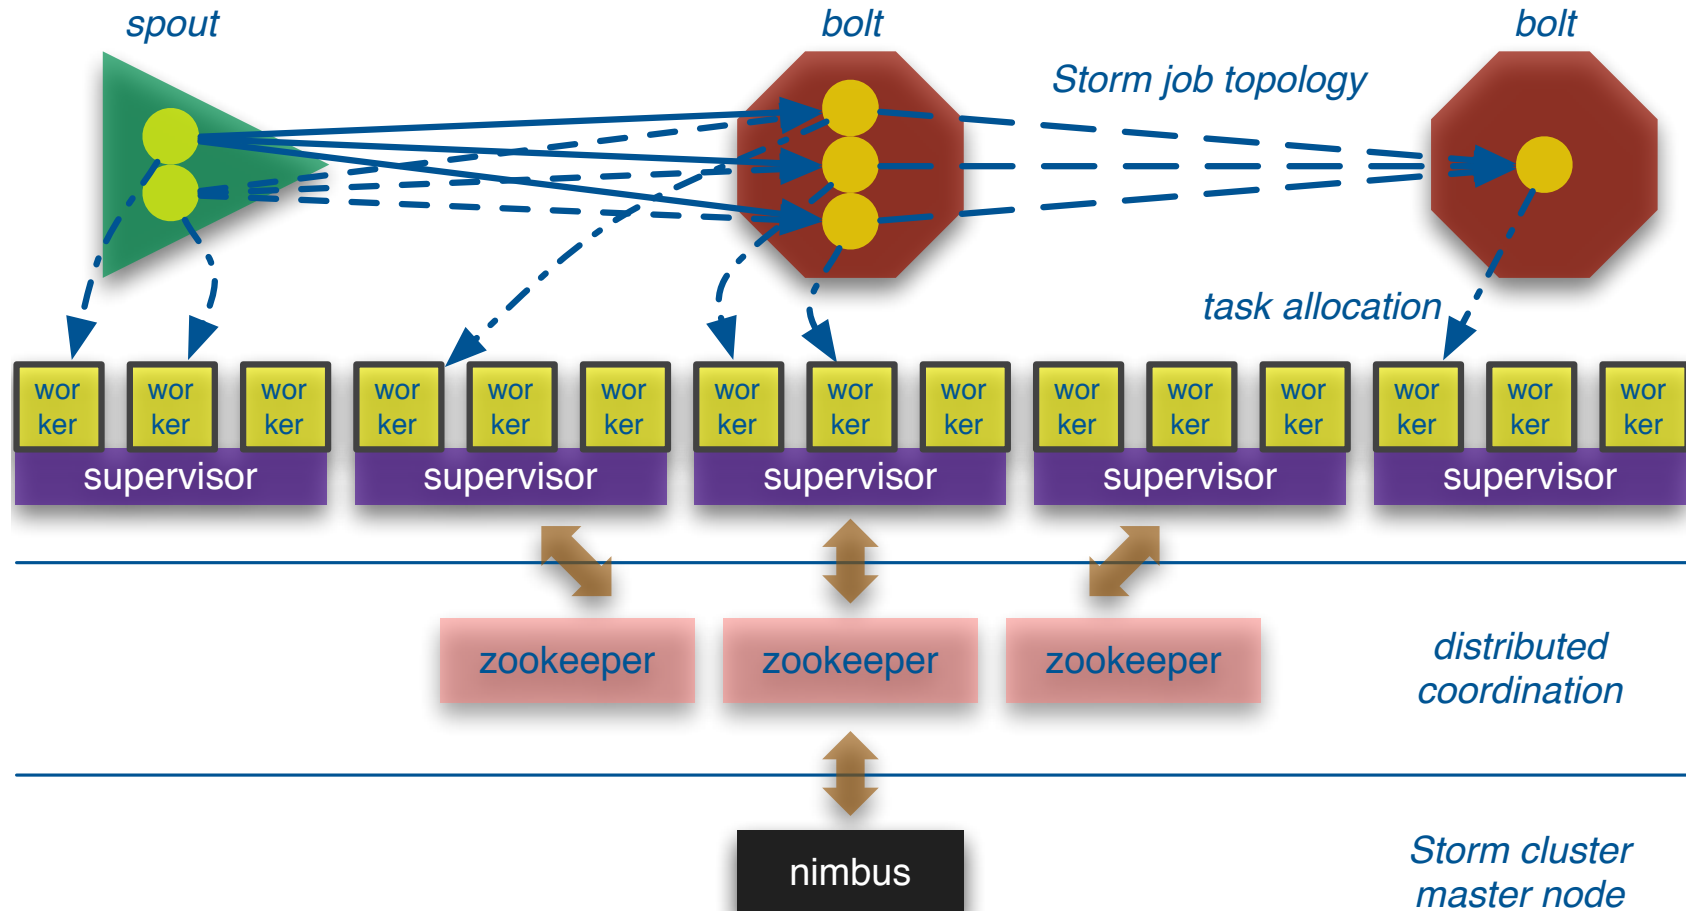 spout
bolt
bolt
Storm job topology
task allocation
wor wor wor wor wor wor wor wor wor wor wor wor wor wor wor
ker ker ker ker ker ker ker ker ker ker ker ker ker ker ker
supervisor supervisor supervisor supervisor supervisor
zookeeper zookeeper zookeeper
distributed
coordination
nimbus
Storm cluster
master node